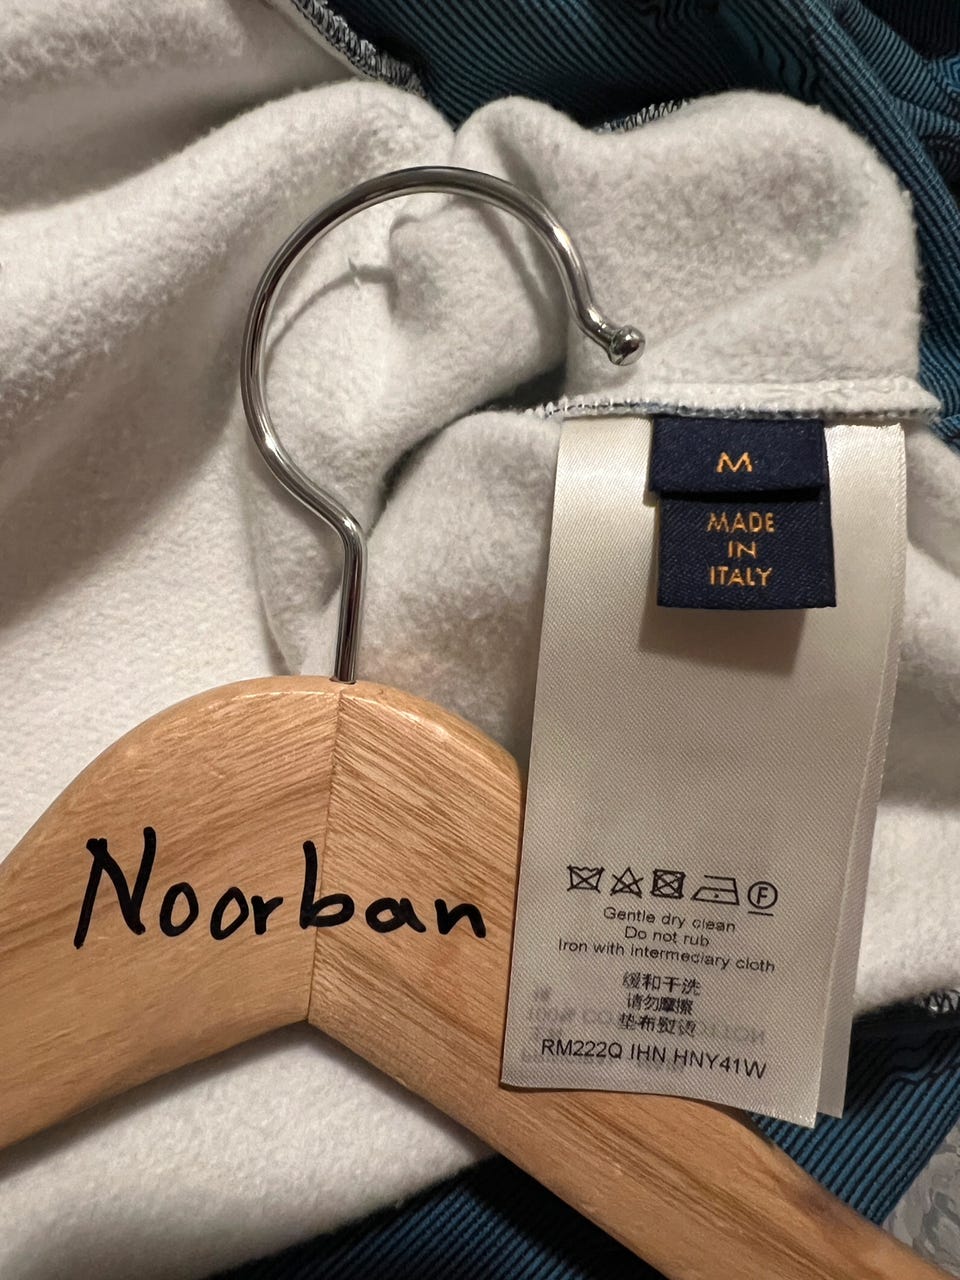 M
MADE
IN
ITALY
Noorban
F
Gentle dry clean
Do not rub
Iron with intermediary cloth
缓和干洗
请勿摩擦
垫布熨烫
RM222Q IHN HNY41W